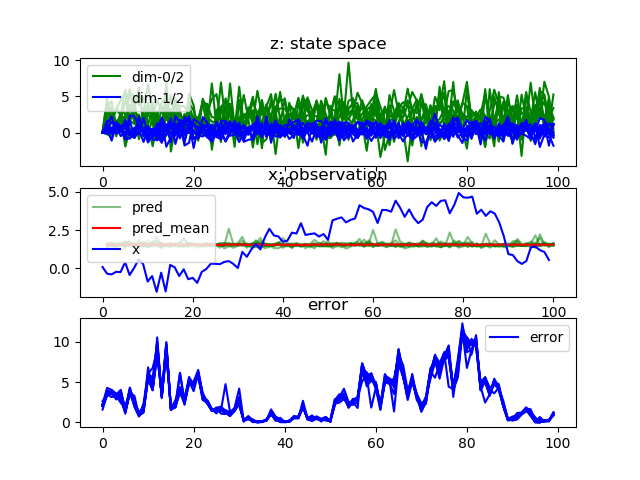 z: state space
10
5
0
dim-0/2
dim-1/2
0 20 40 60 80 100
x: observation
5.0
2.5
0.0
pred
pred_mean
x
0 20 40 60 80 100
error
10
5
0
error
0 20 40 60 80 100